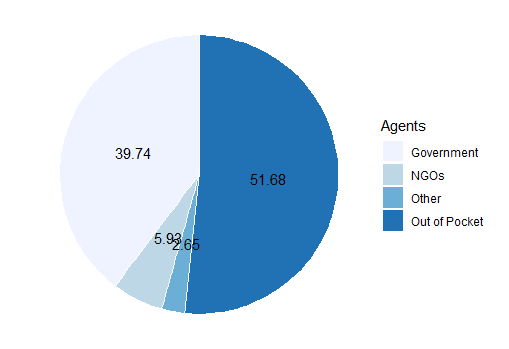 39.74
51.68
5.93
2.65
Agents
Government
NGOs
Other
Out of Pocket